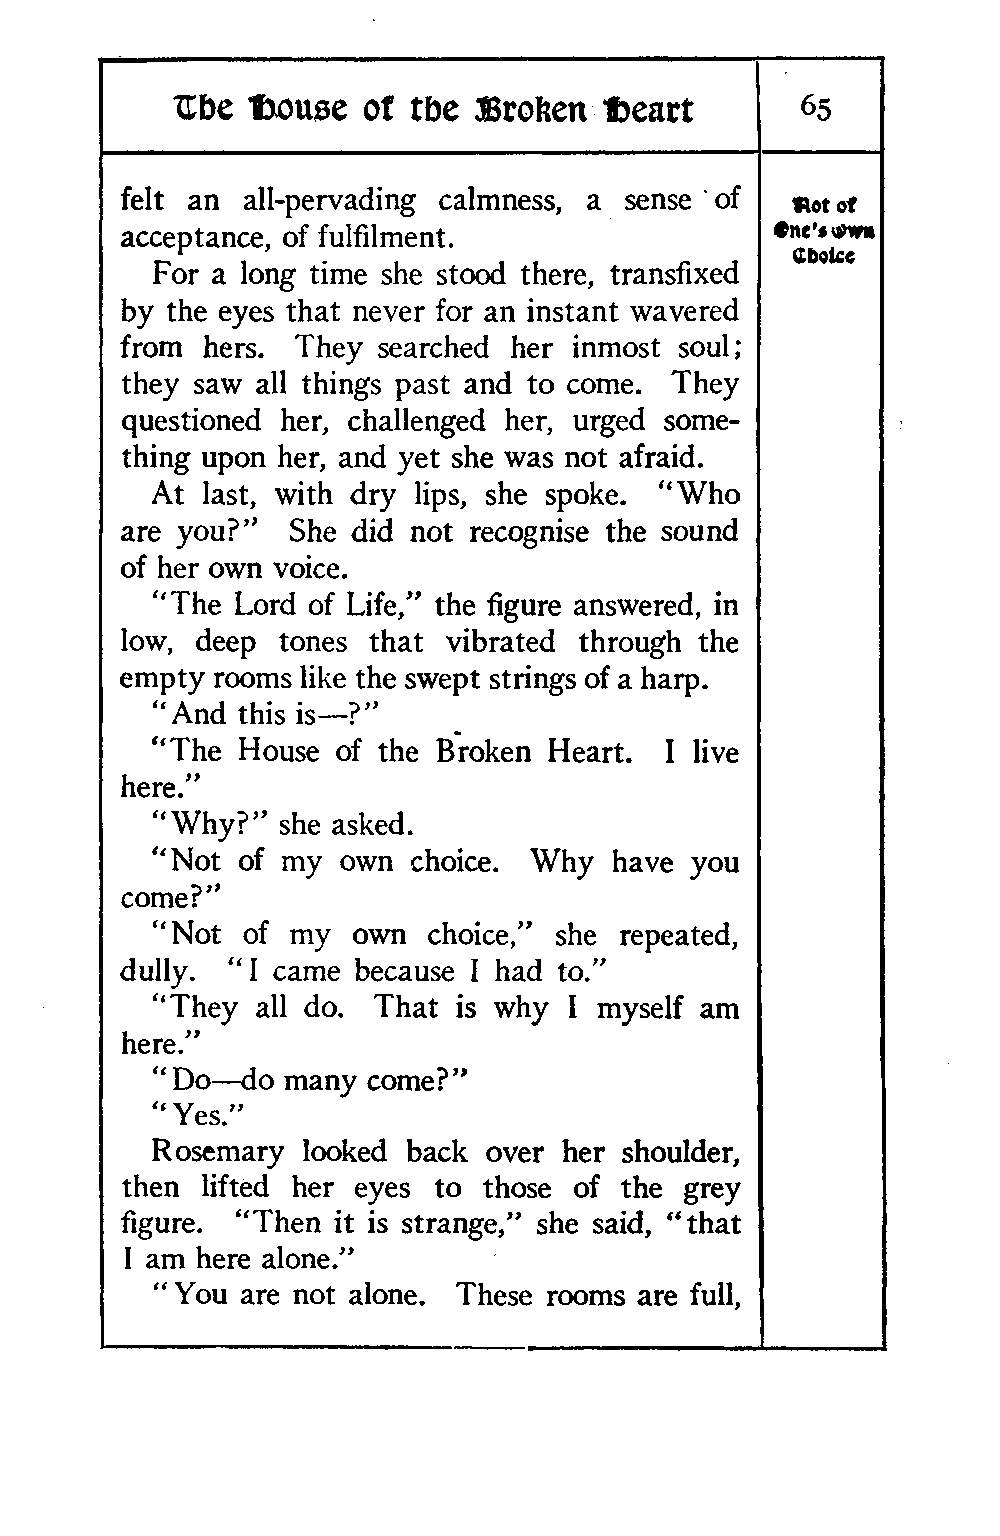 The House of the Broken Heart
65
Not of
One's Own
Choice
felt an all-pervading calmness, a sense of
acceptance, of fulfilment.
For a long time she stood there, transfixed
by the eyes that never for an instant wavered
from hers. They searched her inmost soul;
they saw all things past and to come. They
questioned her, challenged her, urged some-
thing upon her, and yet she was not afraid.
At last, with dry lips, she spoke. "Who
are you?" She did not recognise the sound
of her own voice.
"The Lord of Life," the figure answered, in
low, deep tones that vibrated through the
empty rooms like the swept strings of a harp.
"And this is—?"
"The House of the Broken Heart. I live
here."
"Why?" she asked.
"Not of my own choice. Why have you
come?"
"Not of my own choice," she repeated,
dully. "I came because I had to."
"They all do. That is why I myself am
here."
"Do—do many come?"
"Yes."
Rosemary looked back over her shoulder,
then lifted her eyes to those of the grey
figure. "Then it is strange," she said, "that
I am here alone."
"You are not alone. These rooms are full,